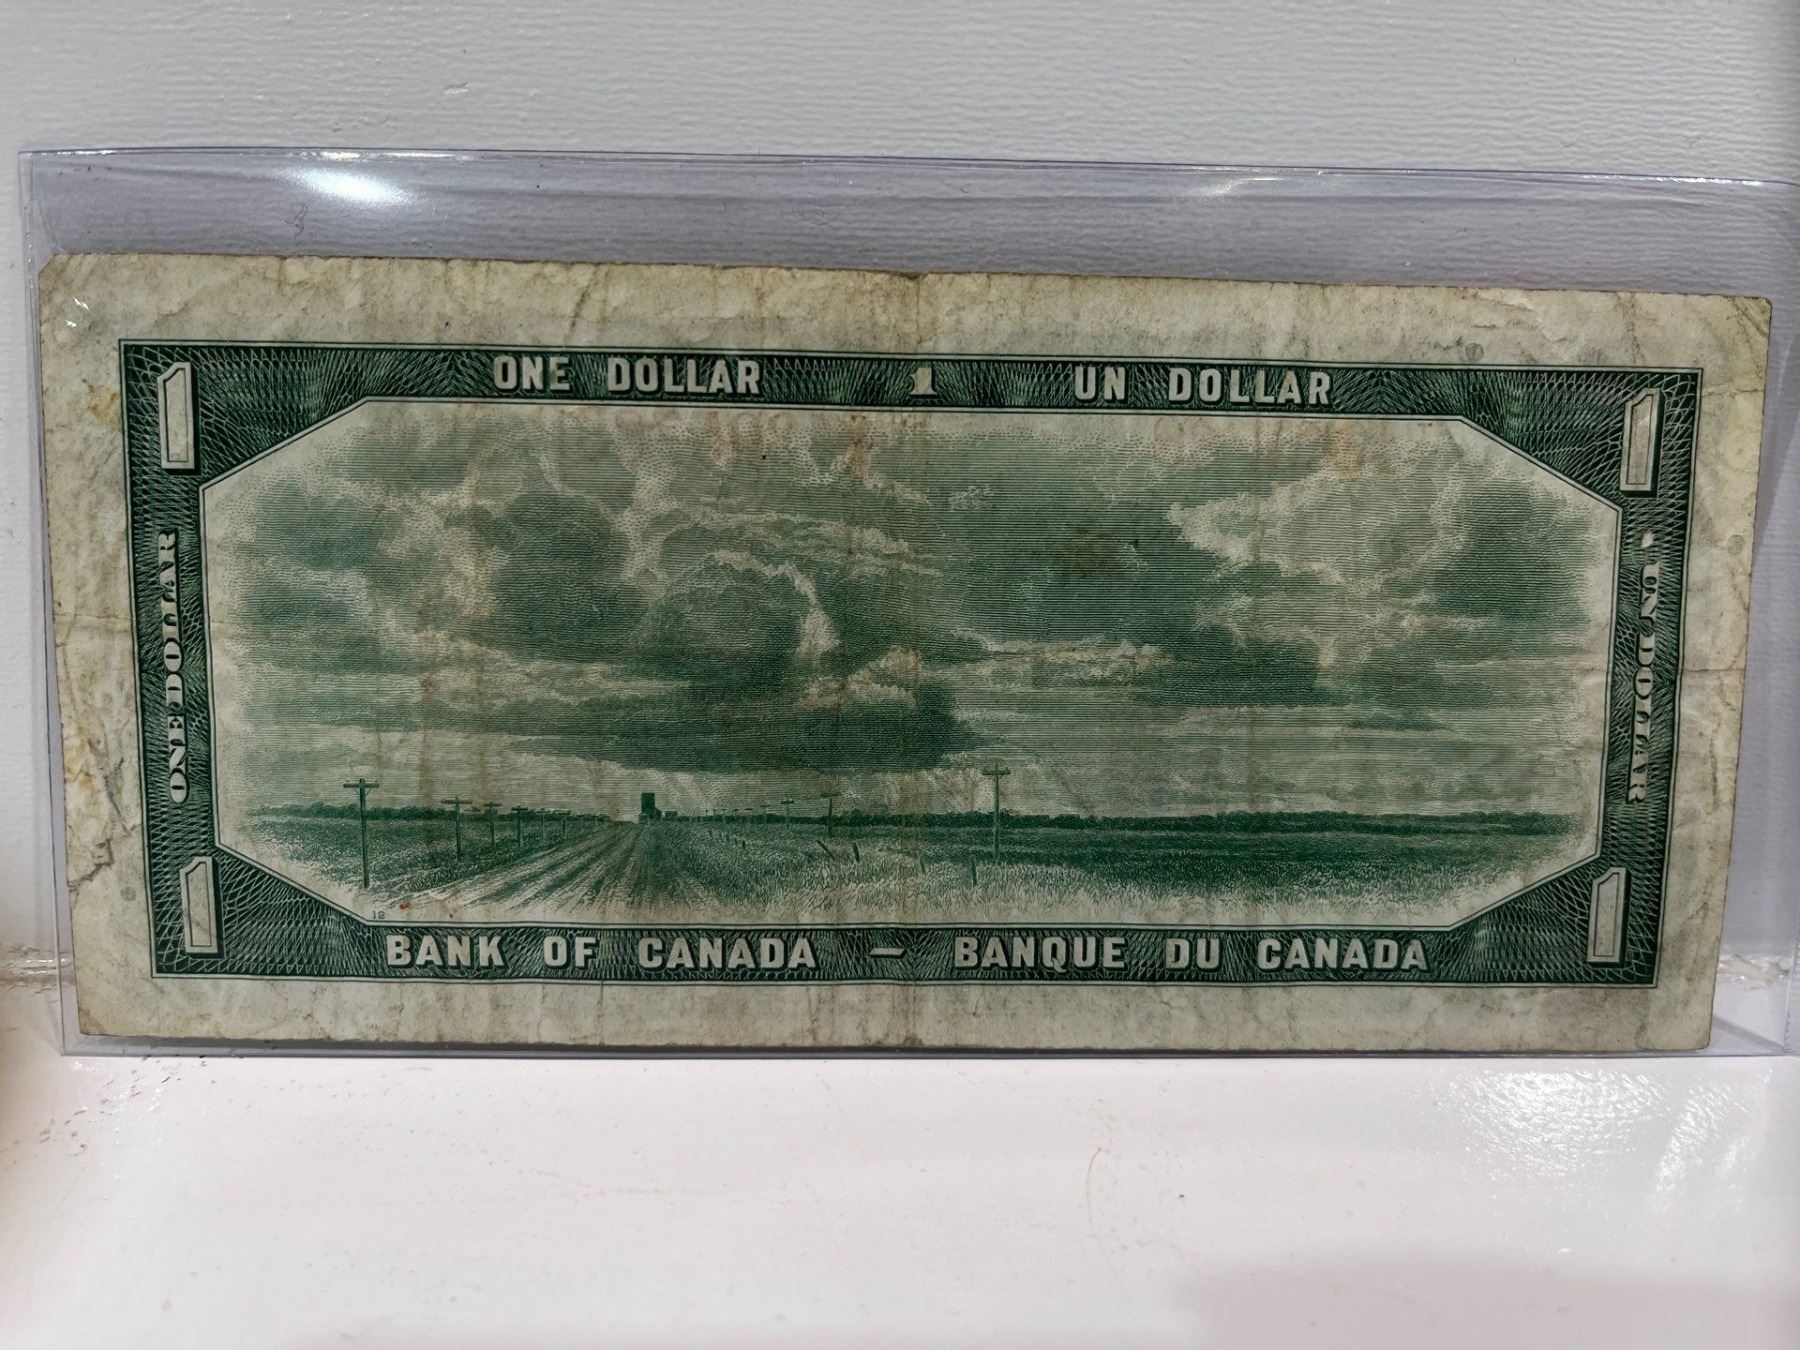 ONE DOLLAR 1 UN DOLLAR
1
1
ONE DOLLAR
UN DOLLAR
1
1
12
BANK OF CANADA — BANQUE DU CANADA